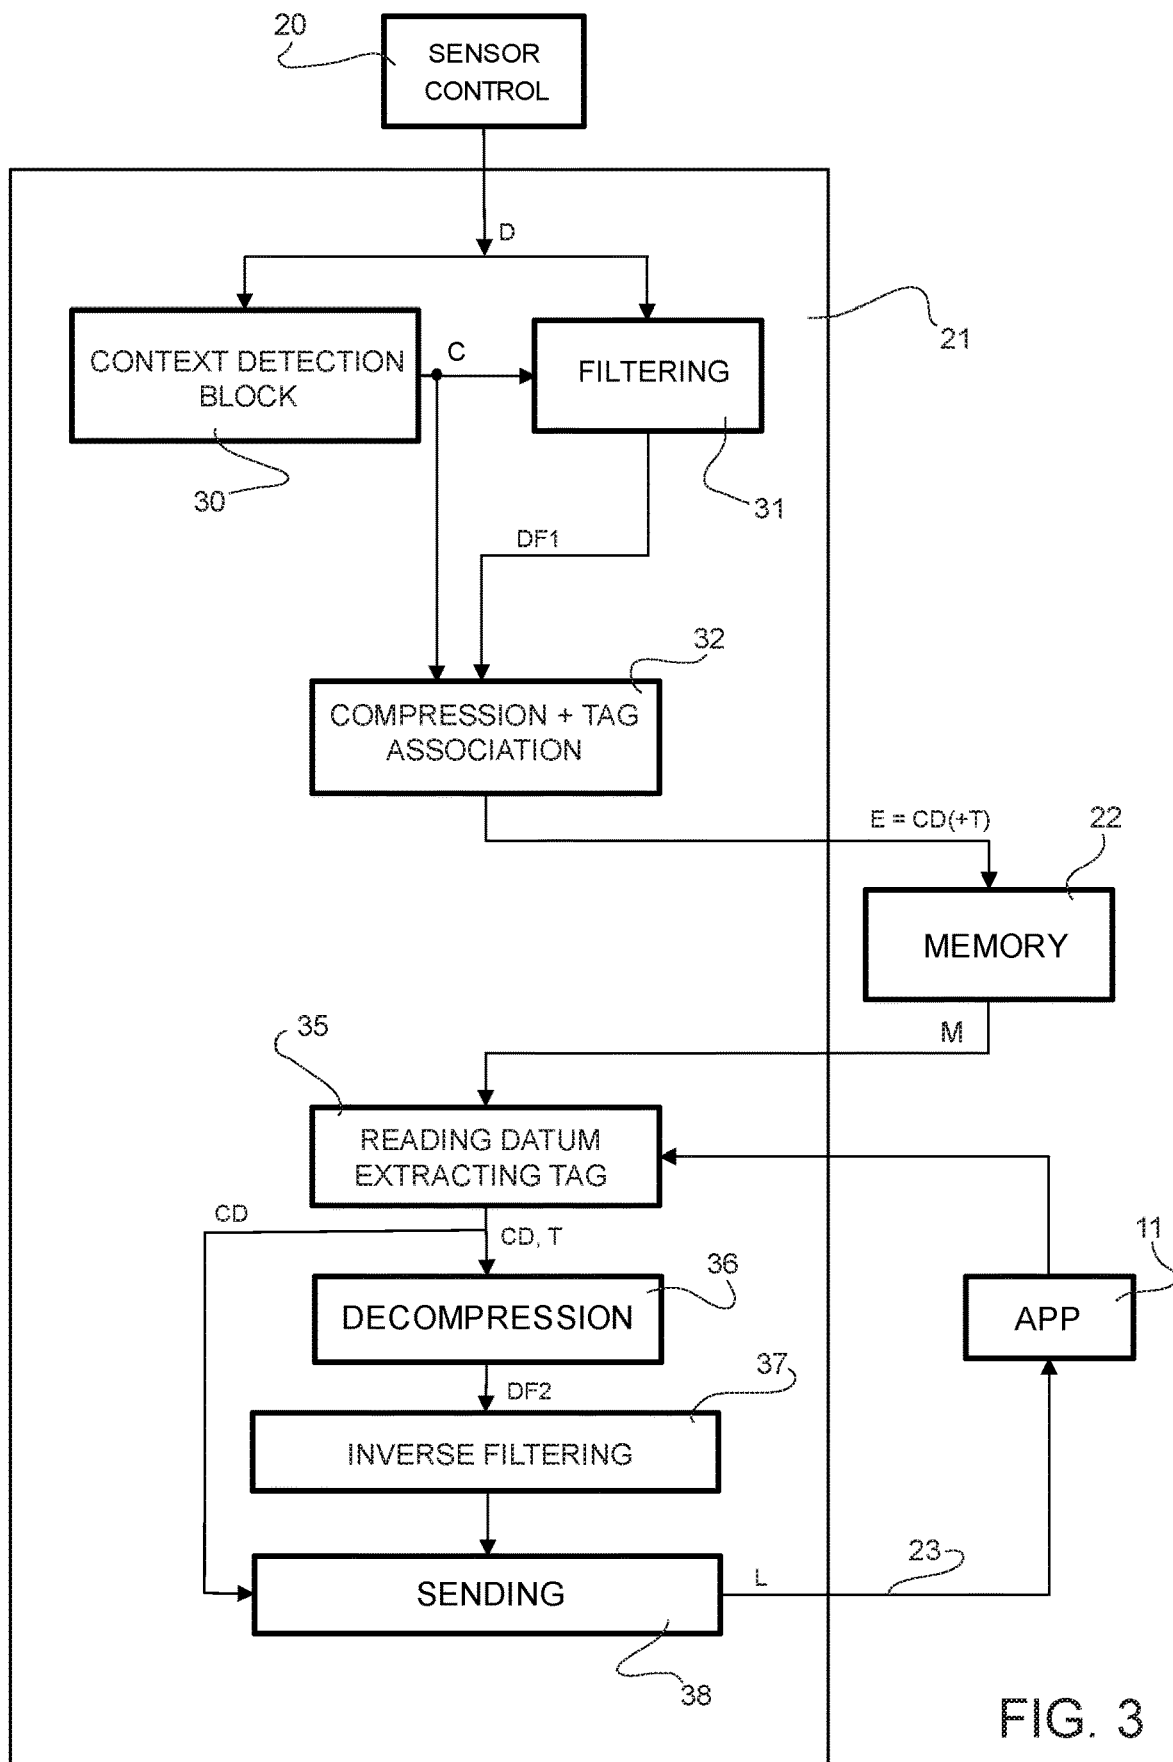 20
SENSOR
CONTROL
D
21
CONTEXT DETECTION
BLOCK
C
FILTERING
30
31
DF1
32
COMPRESSION + TAG
ASSOCIATION
E = CD(+T)
22
MEMORY
M
35
READING DATUM
EXTRACTING TAG
CD
CD, T
11
36
DECOMPRESSION
APP
37
DF2
INVERSE FILTERING
23
SENDING
L
38
FIG. 3